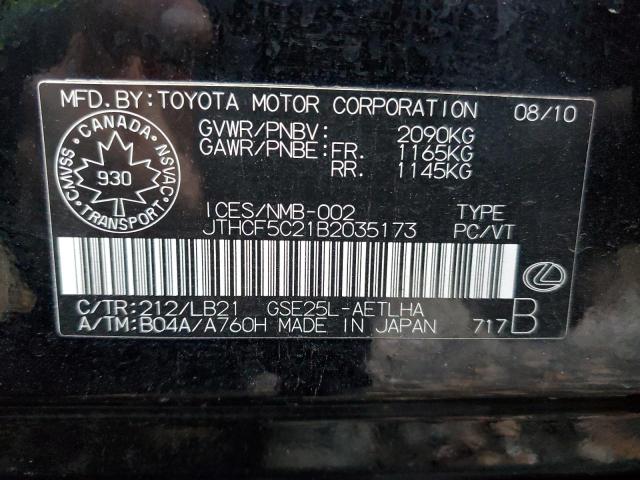 MFD. BY: TOYOTA MOTOR CORPORATION 08/10
GVWR/PNBV: 2090KG
GAWR/PNBE: FR. 1165KG
RR. 1145KG
CANADA
CMVSS NSVAC
930
TRANSPORT
ICES/NMB-002 TYPE
JTHCF5C21B2035173 PC/VT
C/TR: 212/LB21 GSE25L-AETLHA
A/TM: B04A/A760H MADE IN JAPAN 717 B